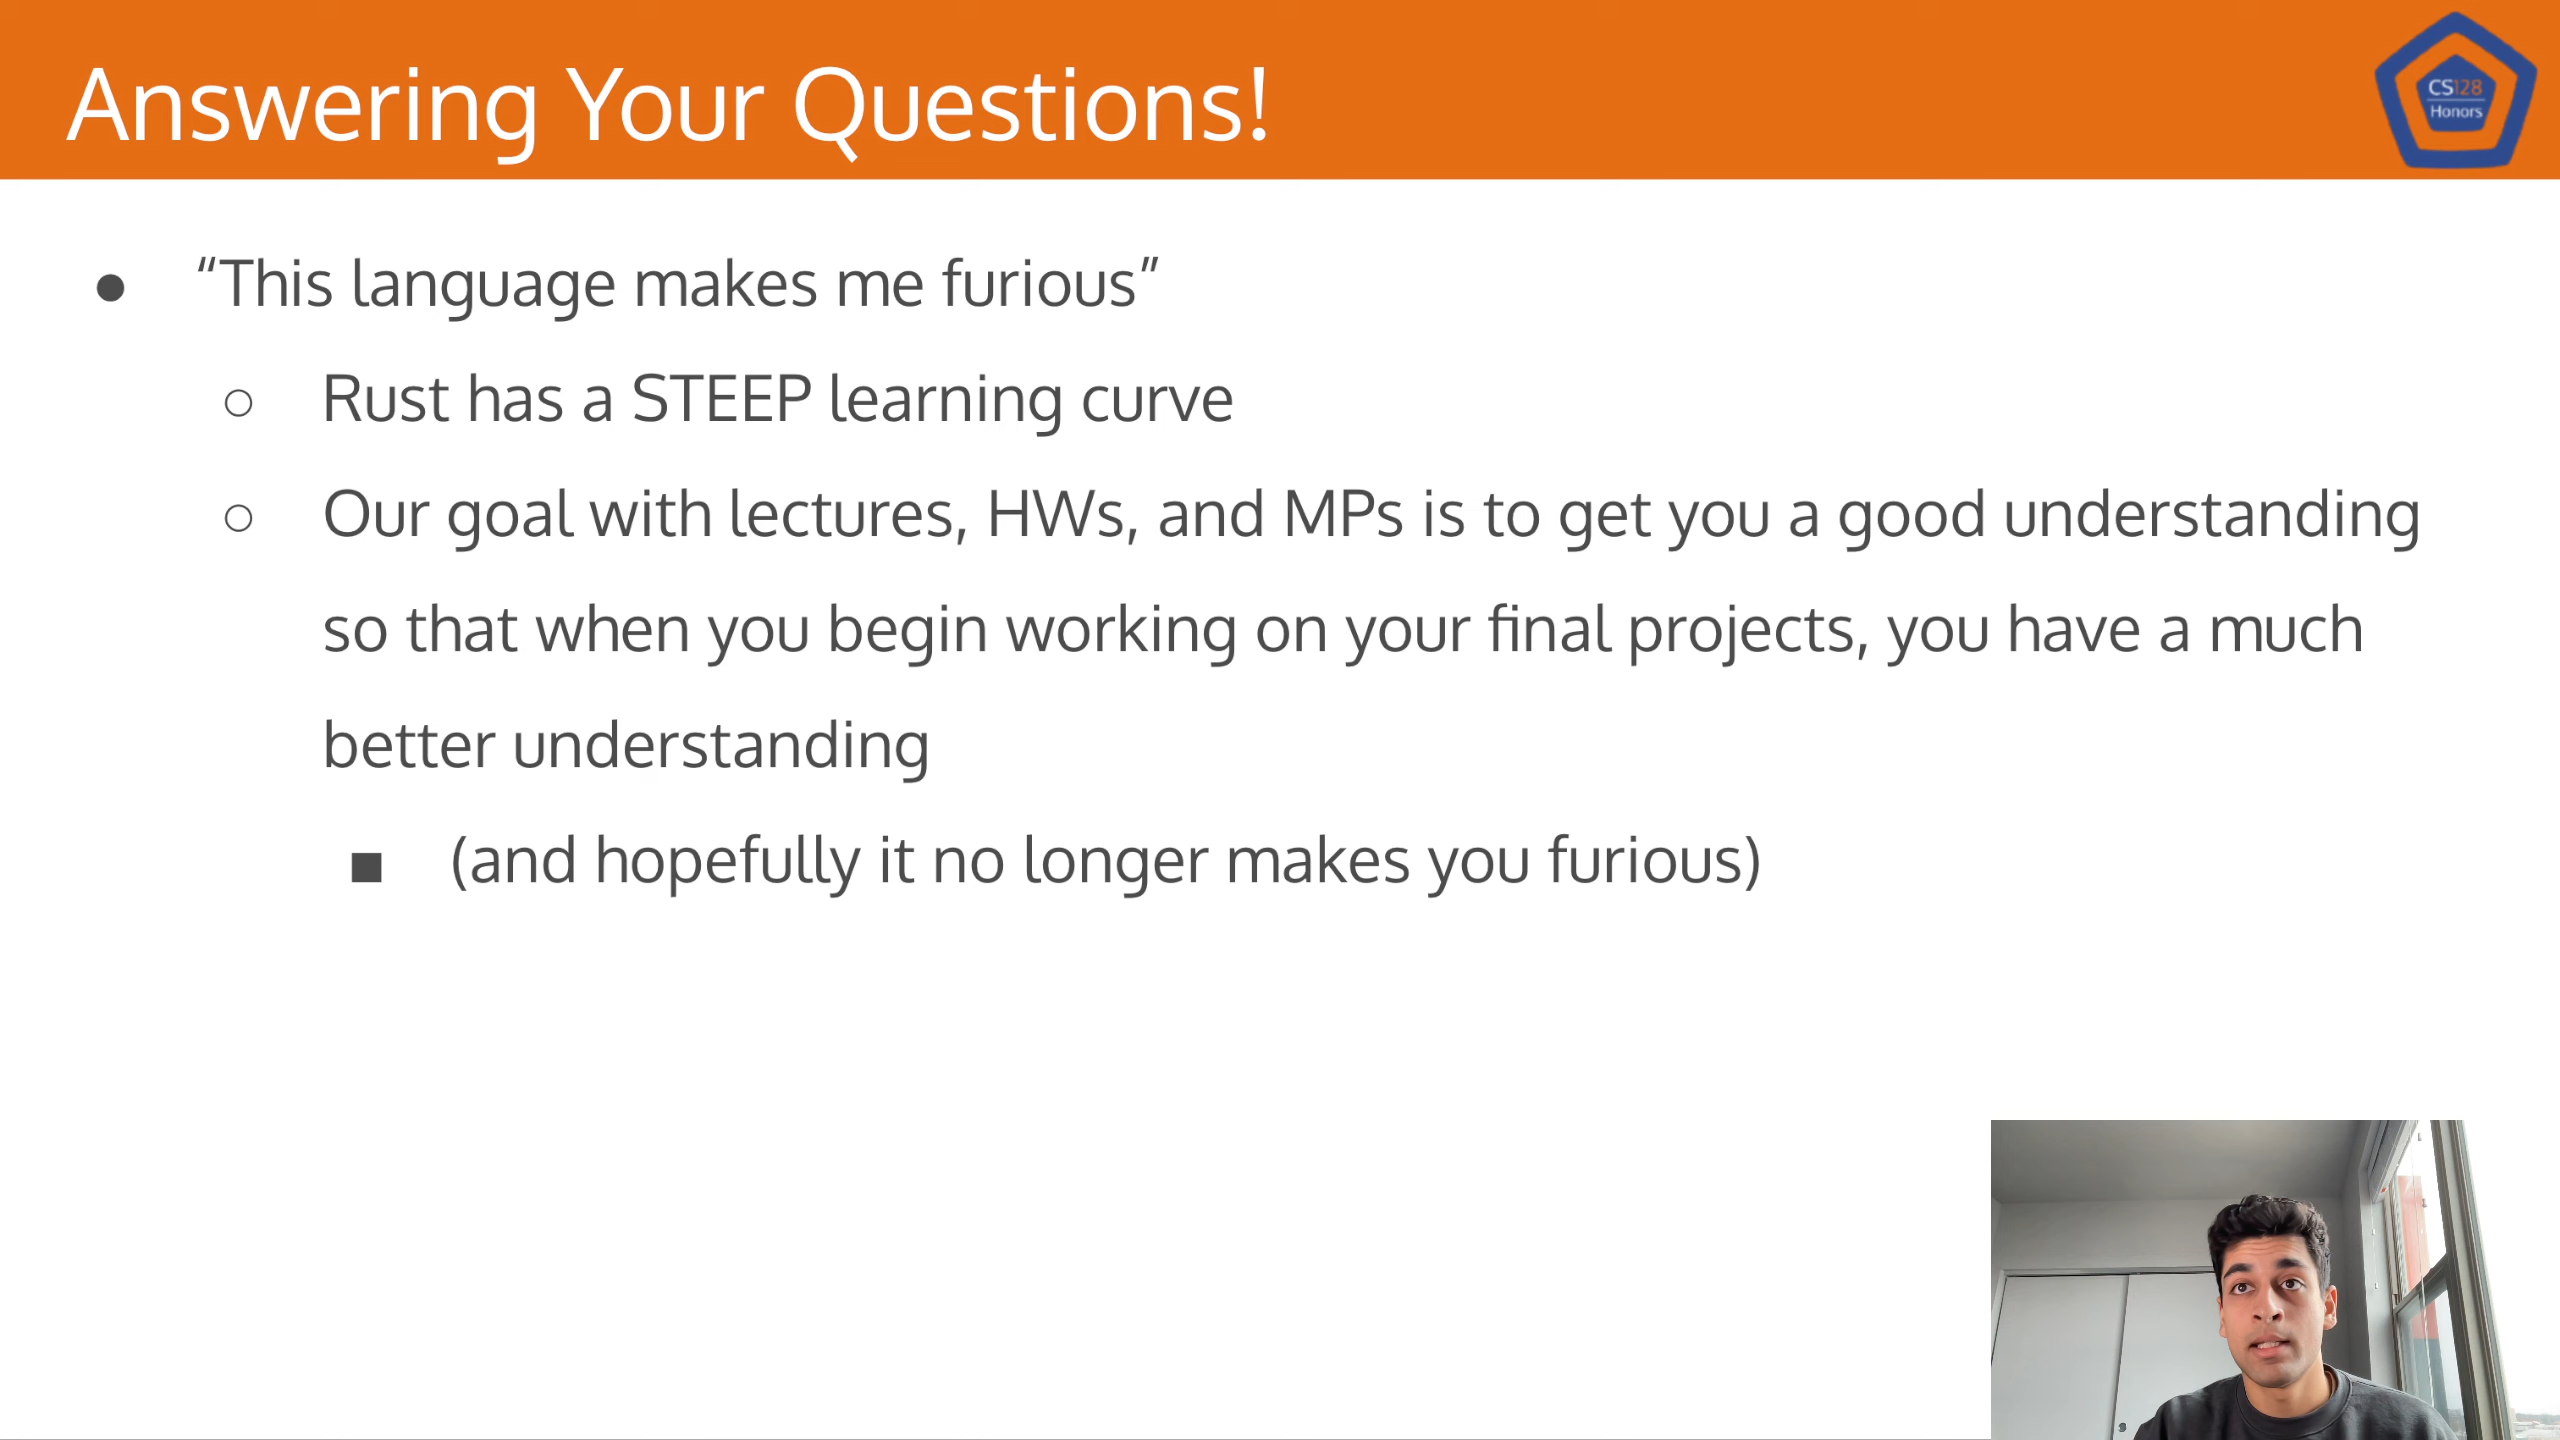 Answering Your Questions!
CS128
Honors
● “This language makes me furious”
○ Rust has a STEEP learning curve
○ Our goal with lectures, HWs, and MPs is to get you a good understanding
so that when you begin working on your final projects, you have a much
better understanding
■ (and hopefully it no longer makes you furious)